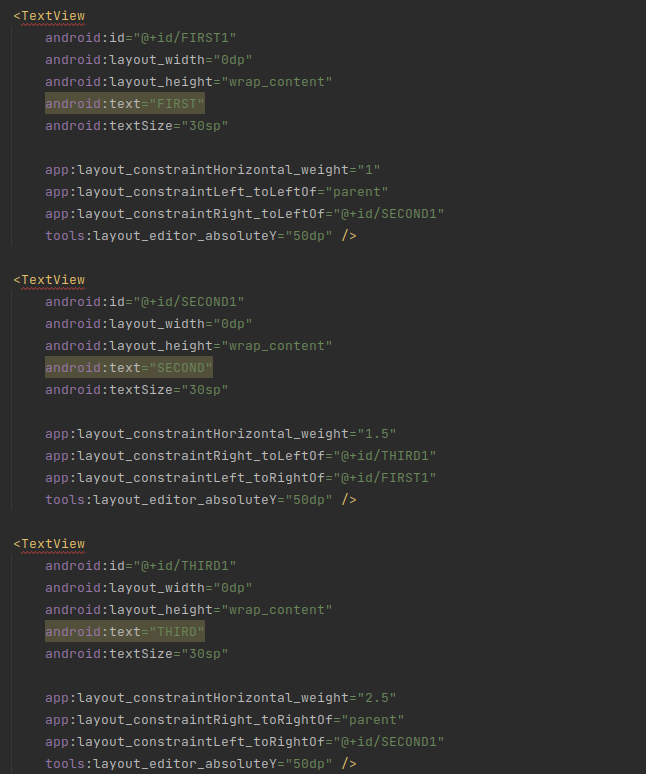 <TextView
android:id="@+id/FIRST1"
android:layout_width="0dp"
android:layout_height="wrap_content"
android:text="FIRST"
android:textSize="30sp"
app:layout_constraintHorizontal_weight="1"
app:layout_constraintLeft_toLeftOf="parent"
app:layout_constraintRight_toLeftOf="@+id/SECOND1"
tools:layout_editor_absoluteY="50dp" />
<TextView
android:id="@+id/SECOND1"
android:layout_width="0dp"
android:layout_height="wrap_content"
android:text="SECOND"
android:textSize="30sp"
app:layout_constraintHorizontal_weight="1.5"
app:layout_constraintRight_toLeftOf="@+id/THIRD1"
app:layout_constraintLeft_toRightOf="@+id/FIRST1"
tools:layout_editor_absoluteY="50dp" />
<TextView
android:id="@+id/THIRD1"
android:layout_width="0dp"
android:layout_height="wrap_content"
android:text="THIRD"
android:textSize="30sp"
app:layout_constraintHorizontal_weight="2.5"
app:layout_constraintRight_toRightOf="parent"
app:layout_constraintLeft_toRightOf="@+id/SECOND1"
tools:layout_editor_absoluteY="50dp" />